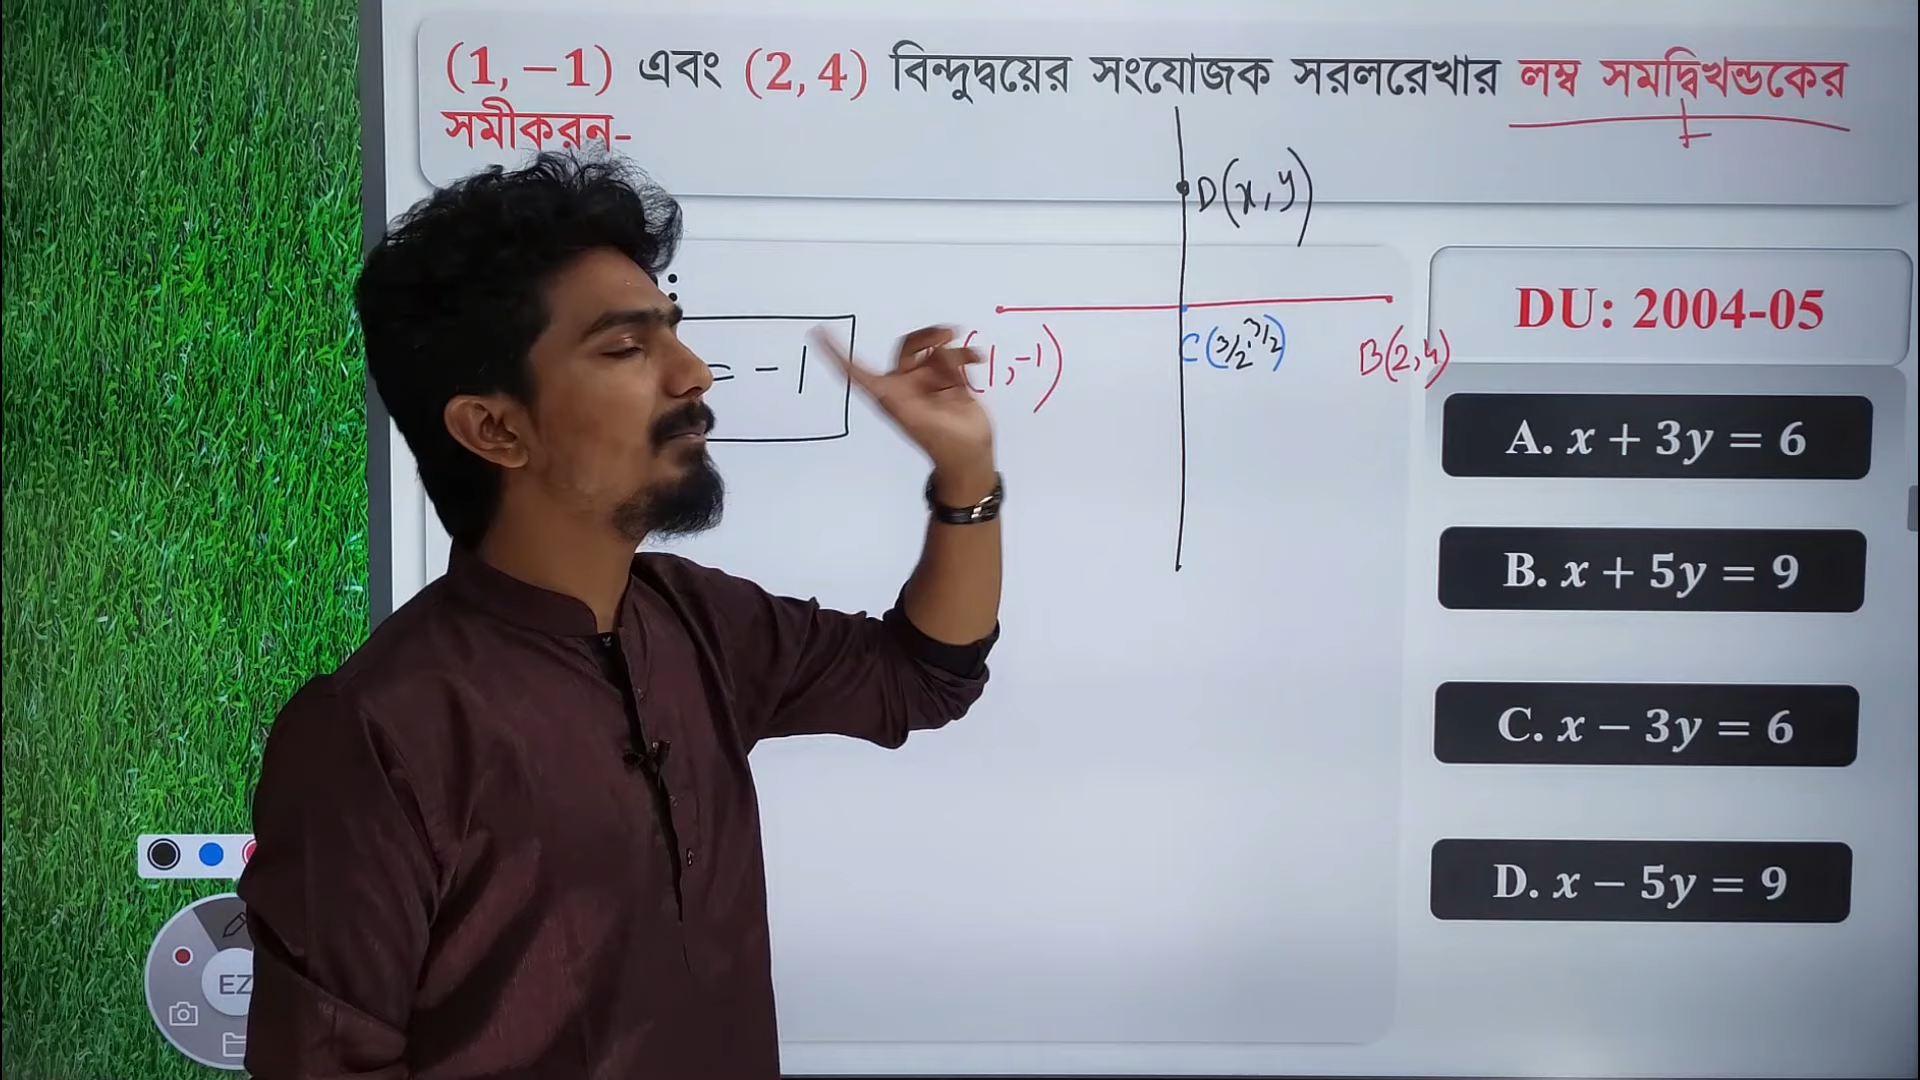 (1, −1) এবং (2, 4) বিন্দুদ্বয়ের সংযোজক সরলরেখার লম্ব সমদ্বিখন্ডকের
সমীকরন-
D(x, y)
= -1
(1, -1)
C(3/2, 3/2)
B(2, 4)
DU: 2004-05
A. x + 3y = 6
B. x + 5y = 9
C. x − 3y = 6
D. x − 5y = 9
EZ